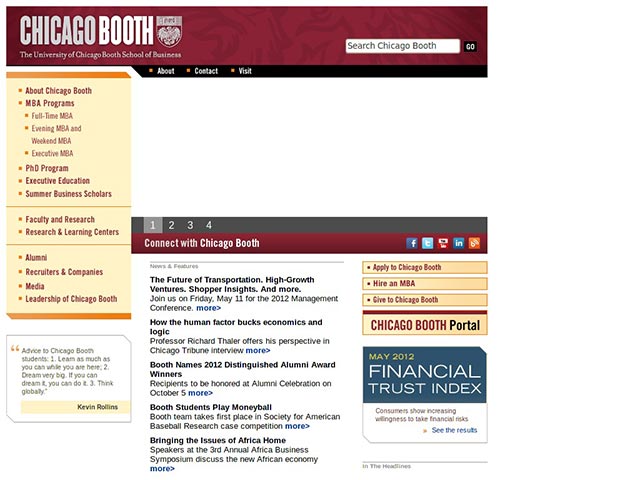 CHICAGO BOOTH
The University of Chicago Booth School of Business
Search Chicago Booth
GO
About
Contact
Visit
About Chicago Booth
MBA Programs
Full-Time MBA
Evening MBA and
Weekend MBA
Executive MBA
PhD Program
Executive Education
Summer Business Scholars
Faculty and Research
Research & Learning Centers
Alumni
Recruiters & Companies
Media
Leadership of Chicago Booth
“ Advice to Chicago Booth
students: 1. Learn as much as
you can while you are here; 2.
Dream very big. If you can
dream it, you can do it. 3. Think
globally."
Kevin Rollins
1 2 3 4
Connect with Chicago Booth
News & Features
The Future of Transportation. High-Growth
Ventures. Shopper Insights. And more.
Join us on Friday, May 11 for the 2012 Management
Conference. more>
How the human factor bucks economics and
logic
Professor Richard Thaler offers his perspective in
Chicago Tribune interview more>
Booth Names 2012 Distinguished Alumni Award
Winners
Recipients to be honored at Alumni Celebration on
October 5 more>
Booth Students Play Moneyball
Booth team takes first place in Society for American
Baseball Research case competition more>
Bringing the Issues of Africa Home
Speakers at the 3rd Annual Africa Business
Symposium discuss the new African economy
more>
Apply to Chicago Booth
Hire an MBA
Give to Chicago Booth
CHICAGO BOOTH Portal
MAY 2012
FINANCIAL
TRUST INDEX
Consumers show increasing
willingness to take financial risks
» See the results
In The Headlines